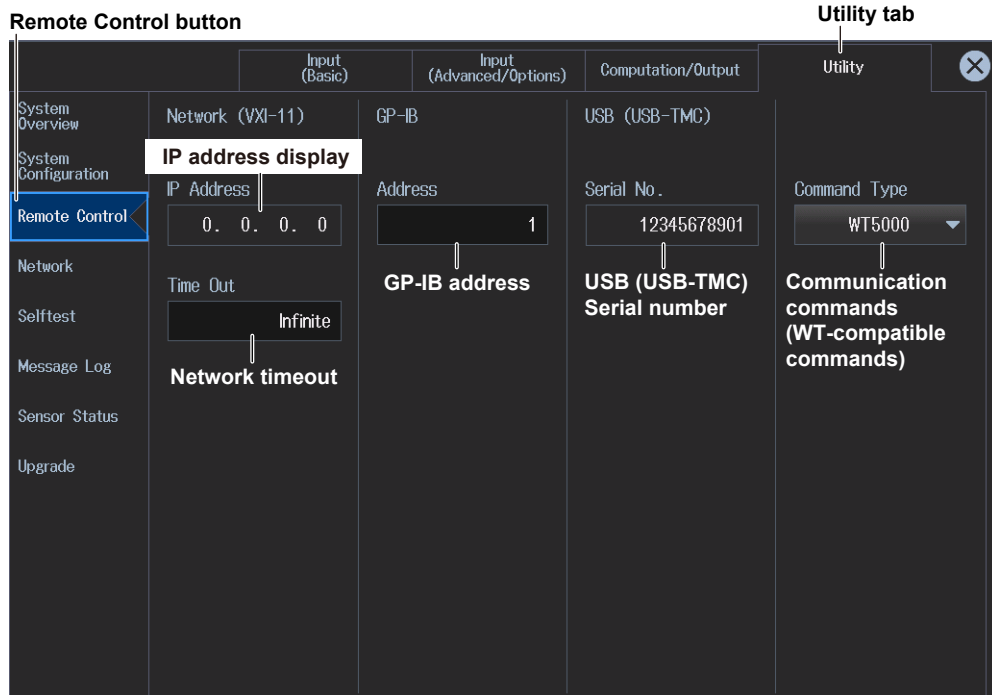 Remote Control button
Utility tab
Input
(Basic)
Input
(Advanced/Options)
Computation/Output
Utility
System
Overview
System
Configuration
Remote Control
Network
Selftest
Message Log
Sensor Status
Upgrade
Network (VXI-11)
IP address display
IP Address
0. 0. 0. 0
Time Out
Infinite
Network timeout
GP-IB
Address
1
GP-IB address
USB (USB-TMC)
Serial No.
12345678901
USB (USB-TMC)
Serial number
Command Type
WT5000
Communication
commands
(WT-compatible
commands)